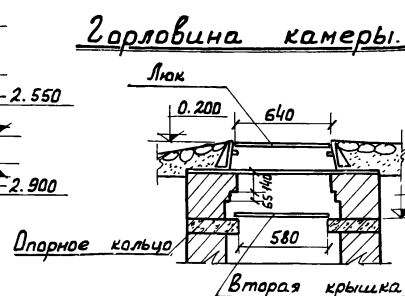 Горловина камеры.
Люк
2.550
0.200
640
140
65
2.900
Опорное кольцо
580
Вторая крышка